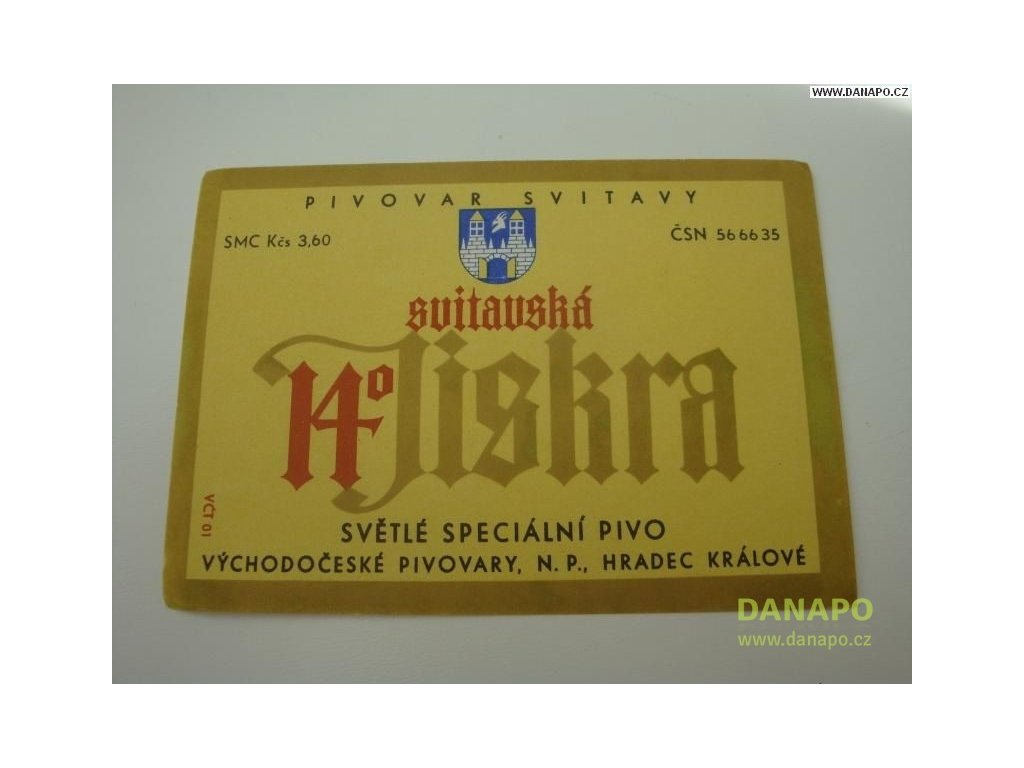 WWW.DANAPO.CZ
PIVOVAR SVITAVY
SMC Kčs 3,60
ČSN 566635
svitavská
14° Jiskra
VČT 01
SVĚTLÉ SPECIÁLNÍ PIVO
VÝCHODOČESKÉ PIVOVARY, N. P., HRADEC KRÁLOVÉ
DANAPO
www.danapo.cz